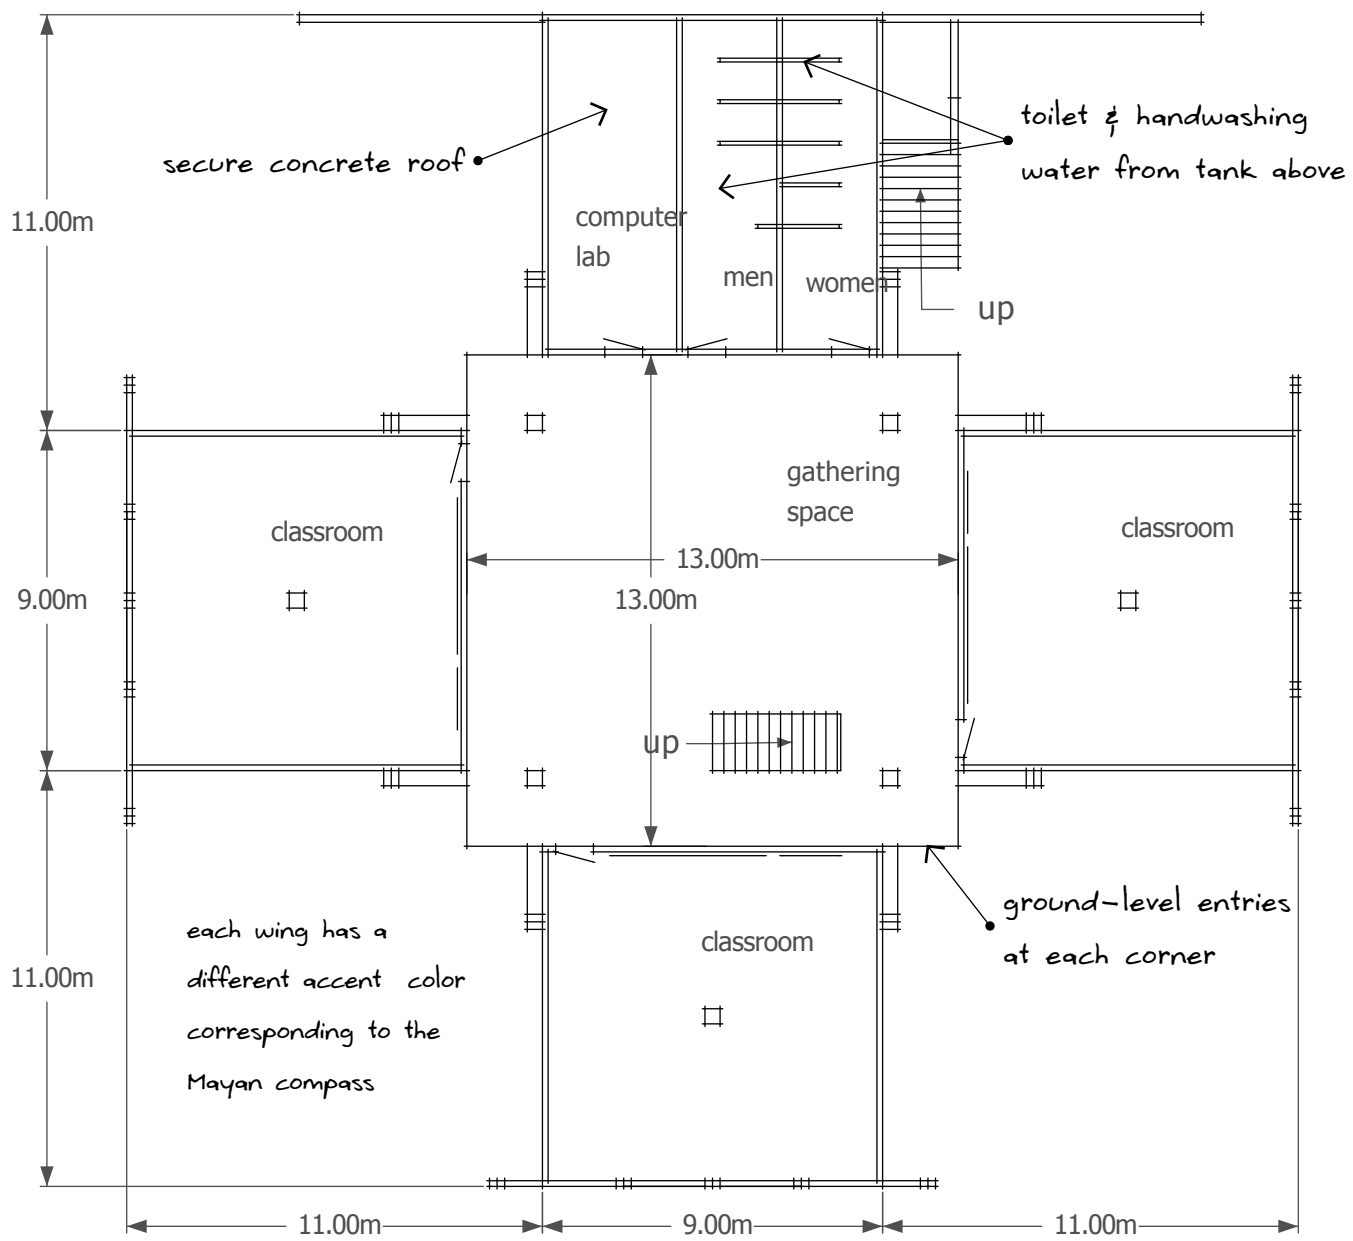 toilet & handwashing
water from tank above
secure concrete roof
11.00m
computer
lab
men
women
up
gathering
space
classroom
classroom
13.00m
9.00m
13.00m
up
ground-level entries
at each corner
each wing has a
different accent color
corresponding to the
Mayan compass
classroom
11.00m
11.00m
9.00m
11.00m